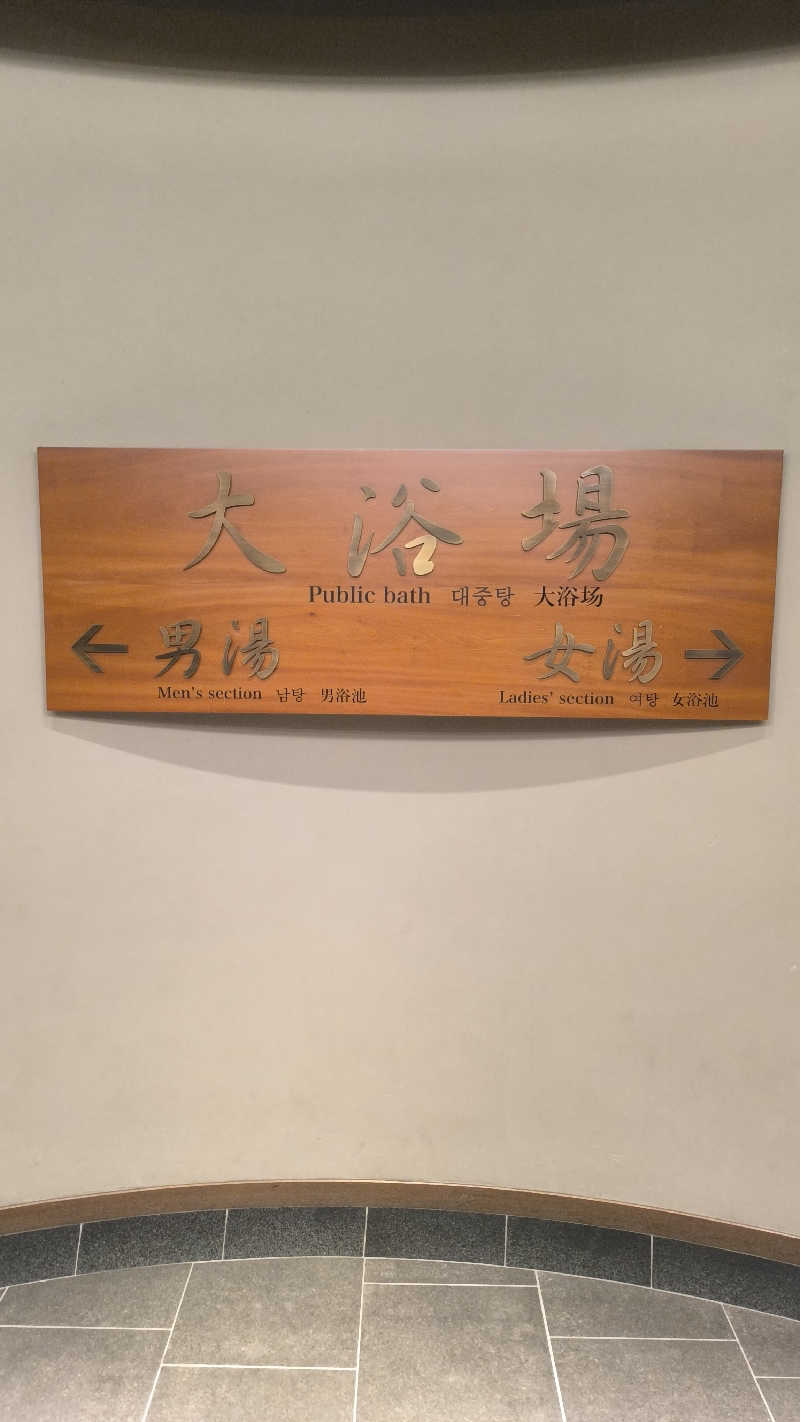 大浴場
Public bath 대중탕 大浴场
← 男湯 女湯 →
Men's section 남탕 男浴池 Ladies' section 여탕 女浴池